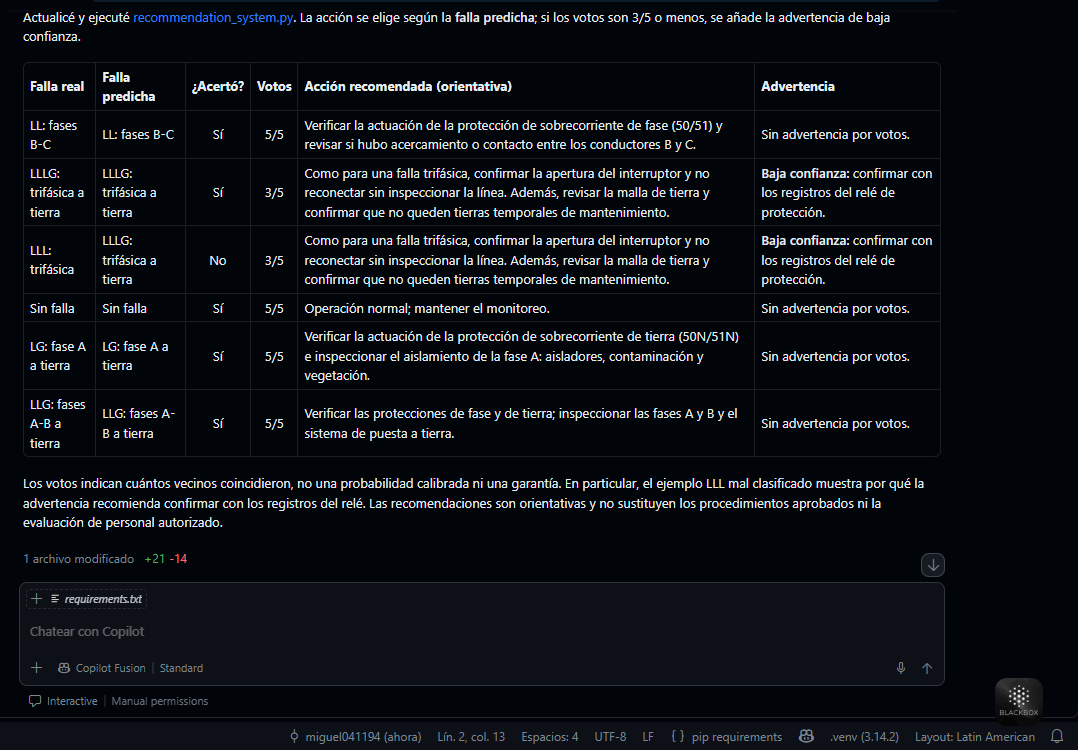 Actualicé y ejecuté recommendation_system.py. La acción se elige según la falla predicha; si los votos son 3/5 o menos, se añade la advertencia de baja
confianza.
Falla real
Falla
predicha
¿Acertó?
Votos
Acción recomendada (orientativa)
Advertencia
LL: fases
B-C
LL: fases B-C
Sí
5/5
Verificar la actuación de la protección de sobrecorriente de fase (50/51) y
revisar si hubo acercamiento o contacto entre los conductores B y C.
Sin advertencia por votos.
LLLG:
trifásica a
tierra
LLLG:
trifásica a
tierra
Sí
3/5
Como para una falla trifásica, confirmar la apertura del interruptor y no
reconectar sin inspeccionar la línea. Además, revisar la malla de tierra y
confirmar que no queden tierras temporales de mantenimiento.
Baja confianza: confirmar con
los registros del relé de
protección.
LLL:
trifásica
LLLG:
trifásica a
tierra
No
3/5
Como para una falla trifásica, confirmar la apertura del interruptor y no
reconectar sin inspeccionar la línea. Además, revisar la malla de tierra y
confirmar que no queden tierras temporales de mantenimiento.
Baja confianza: confirmar con
los registros del relé de
protección.
Sin falla
Sin falla
Sí
5/5
Operación normal; mantener el monitoreo.
Sin advertencia por votos.
LG: fase A
a tierra
LG: fase A a
tierra
Sí
5/5
Verificar la actuación de la protección de sobrecorriente de tierra (50N/51N)
e inspeccionar el aislamiento de la fase A: aisladores, contaminación y
vegetación.
Sin advertencia por votos.
LLG: fases
A-B a
tierra
LLG: fases A-
B a tierra
Sí
5/5
Verificar las protecciones de fase y de tierra; inspeccionar las fases A y B y el
sistema de puesta a tierra.
Sin advertencia por votos.
Los votos indican cuántos vecinos coincidieron, no una probabilidad calibrada ni una garantía. En particular, el ejemplo LLL mal clasificado muestra por qué la
advertencia recomienda confirmar con los registros del relé. Las recomendaciones son orientativas y no sustituyen los procedimientos aprobados ni la
evaluación de personal autorizado.
1 archivo modificado +21 -14
requirements.txt
Chatear con Copilot
Copilot Fusion | Standard
BLACKBOX
Interactive | Manual permissions
miguel041194 (ahora) Lín. 2, col. 13 Espacios: 4 UTF-8 LF { } pip requirements .venv (3.14.2) Layout: Latin American